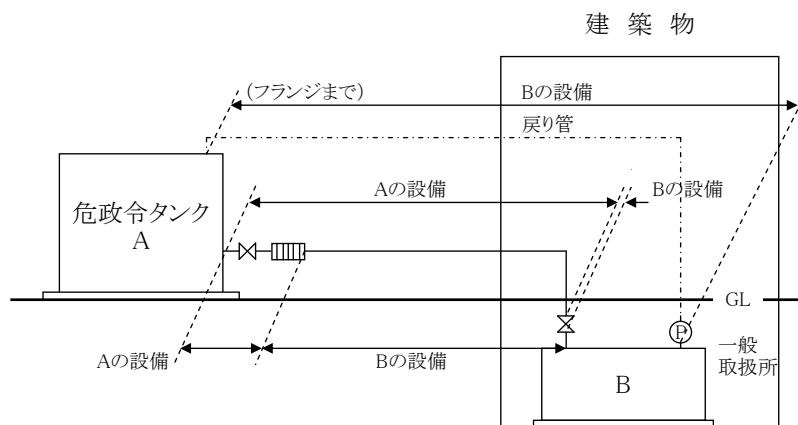 建築物
(フランジまで)
Bの設備
戻り管
Aの設備
Bの設備
危政令タンク
A
GL
P
一般
取扱所
Aの設備
Bの設備
B